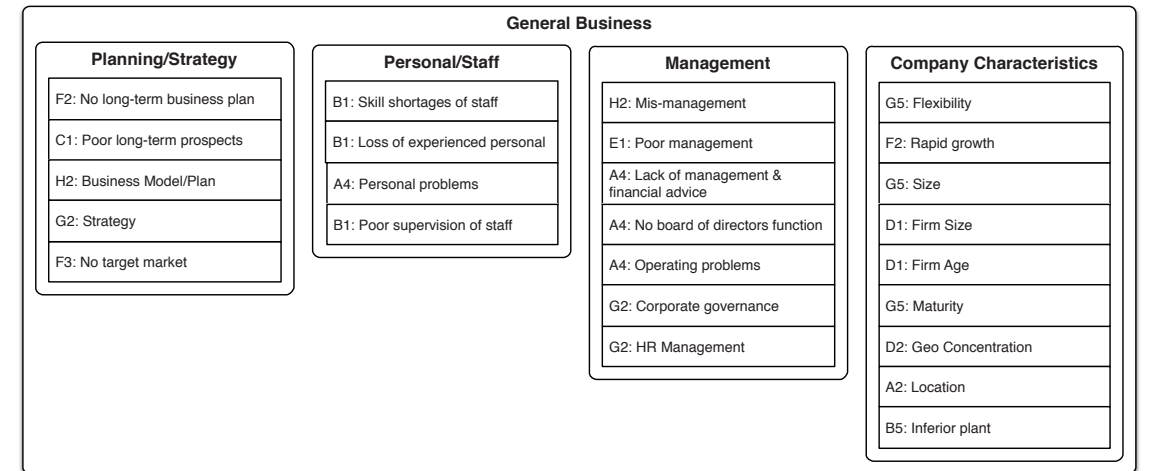 General Business
Planning/Strategy
F2: No long-term business plan
C1: Poor long-term prospects
H2: Business Model/Plan
G2: Strategy
F3: No target market
Personal/Staff
B1: Skill shortages of staff
B1: Loss of experienced personal
A4: Personal problems
B1: Poor supervision of staff
Management
H2: Mis-management
E1: Poor management
A4: Lack of management &
financial advice
A4: No board of directors function
A4: Operating problems
G2: Corporate governance
G2: HR Management
Company Characteristics
G5: Flexibility
F2: Rapid growth
G5: Size
D1: Firm Size
D1: Firm Age
G5: Maturity
D2: Geo Concentration
A2: Location
B5: Inferior plant